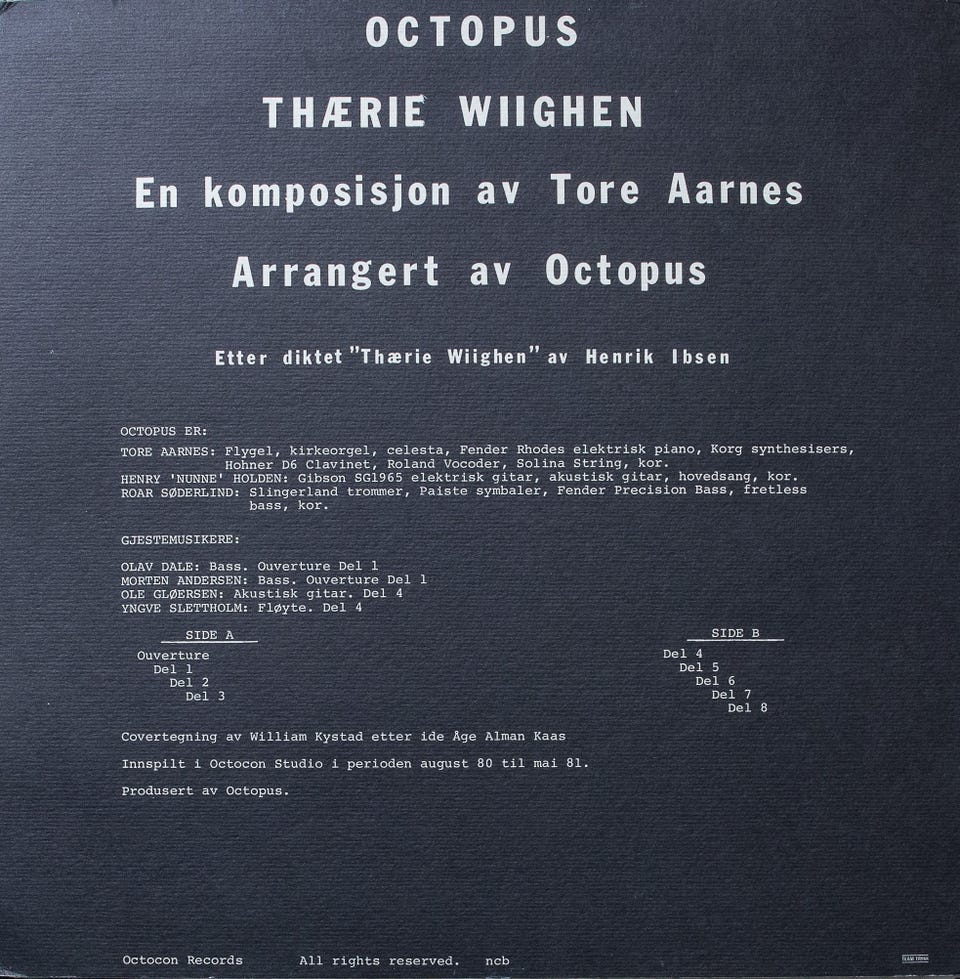 OCTOPUS
THÆRIE WIIGHEN
En komposisjon av Tore Aarnes
Arrangert av Octopus
Etter diktet "Thærie Wiighen" av Henrik Ibsen
OCTOPUS ER:
TORE AARNES: Flygel, kirkeorgel, celesta, Fender Rhodes elektrisk piano, Korg synthesisers,
Hohner D6 Clavinet, Roland Vocoder, Solina String, kor.
HENRY 'NUNNE' HOLDEN: Gibson SG1965 elektrisk gitar, akustisk gitar, hovedsang, kor.
ROAR SØDERLIND: Slingerland trommer, Paiste symbaler, Fender Precision Bass, fretless
bass, kor.
GJESTEMUSIKERE:
OLAV DALE: Bass. Ouverture Del 1
MORTEN ANDERSEN: Bass. Ouverture Del 1
OLE GLØERSEN: Akustisk gitar. Del 4
YNGVE SLETTHOLM: Fløyte. Del 4
SIDE A
Ouverture
Del 1
Del 2
Del 3
SIDE B
Del 4
Del 5
Del 6
Del 7
Del 8
Covertegning av William Kystad etter ide Åge Alman Kaas
Innspilt i Octocon Studio i perioden august 80 til mai 81.
Produsert av Octopus.
Octocon Records All rights reserved. ncb